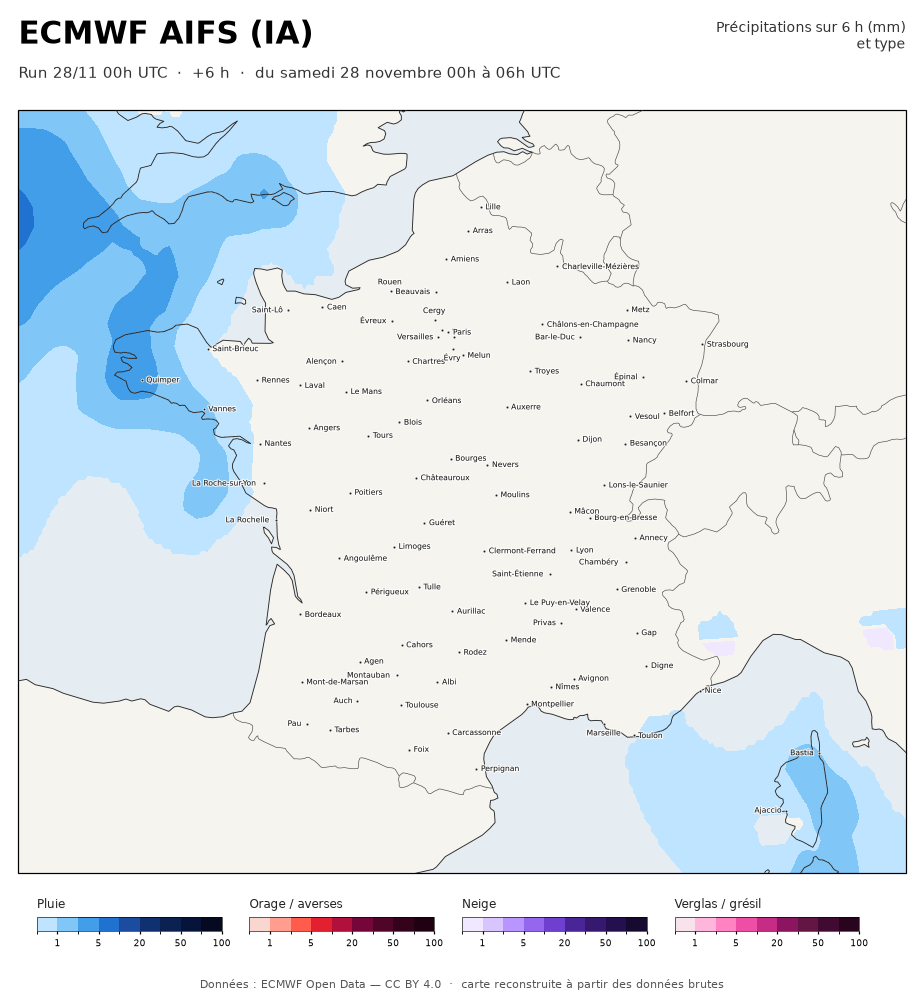 ECMWF AIFS (IA)
Précipitations sur 6 h (mm)
et type
Run 28/11 00h UTC · +6 h · du samedi 28 novembre 00h à 06h UTC
Lille
Arras
Amiens
Charleville-Mézières
Rouen
Laon
Beauvais
Saint-Lô
Caen
Cergy
Metz
Évreux
Châlons-en-Champagne
Versailles
Paris
Bar-le-Duc
Nancy
Strasbourg
Saint-Brieuc
Alençon
Chartres
Évry
Melun
Troyes
Épinal
Quimper
Rennes
Laval
Le Mans
Chaumont
Colmar
Orléans
Auxerre
Vannes
Vesoul
Belfort
Angers
Blois
Tours
Nantes
Dijon
Besançon
Bourges
Nevers
La Roche-sur-Yon
Châteauroux
Lons-le-Saunier
Poitiers
Moulins
Niort
Mâcon
Bourg-en-Bresse
La Rochelle
Guéret
Annecy
Limoges
Clermont-Ferrand
Lyon
Angoulême
Chambéry
Saint-Étienne
Périgueux
Tulle
Grenoble
Le Puy-en-Velay
Valence
Bordeaux
Aurillac
Privas
Gap
Cahors
Mende
Rodez
Agen
Digne
Montauban
Mont-de-Marsan
Albi
Avignon
Nîmes
Nice
Auch
Toulouse
Montpellier
Pau
Tarbes
Carcassonne
Marseille
Toulon
Foix
Bastia
Perpignan
Ajaccio
Pluie
Orage / averses
Neige
Verglas / grésil
1 5 20 50 100
1 5 20 50 100
1 5 20 50 100
1 5 20 50 100
Données : ECMWF Open Data — CC BY 4.0 · carte reconstruite à partir des données brutes